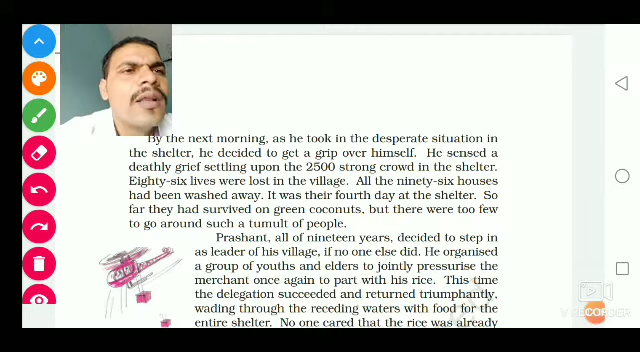 By the next morning, as he took in the desperate situation in
the shelter, he decided to get a grip over himself. He sensed a
deathly grief settling upon the 2500 strong crowd in the shelter.
Eighty-six lives were lost in the village. All the ninety-six houses
had been washed away. It was their fourth day at the shelter. So
far they had survived on green coconuts, but there were too few
to go around such a tumult of people.
Prashant, all of nineteen years, decided to step in
as leader of his village, if no one else did. He organised
a group of youths and elders to jointly pressurise the
merchant once again to part with his rice. This time
the delegation succeeded and returned triumphantly,
wading through the receding waters with food for the
entire shelter. No one cared that the rice was already
V RECORDER